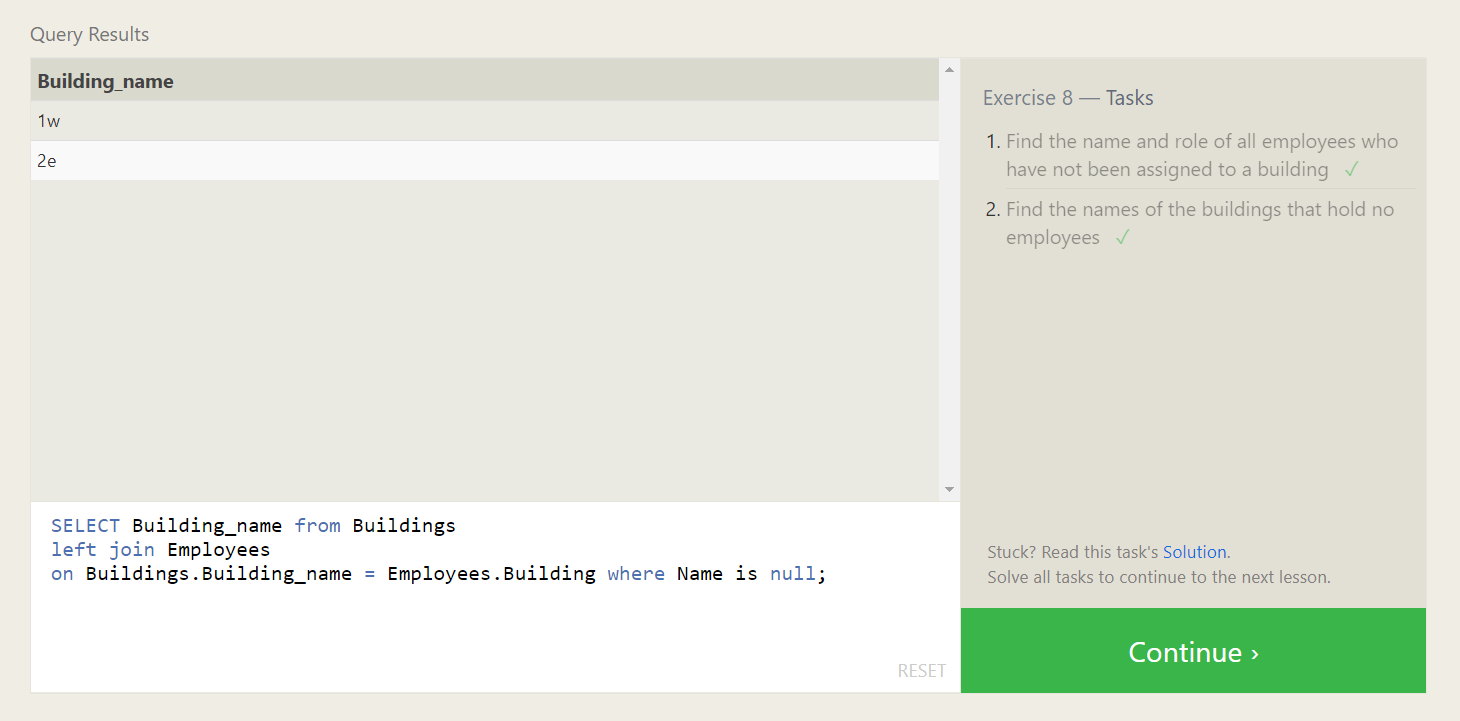 Query Results
Building_name
1w
2e
SELECT Building_name from Buildings
left join Employees
on Buildings.Building_name = Employees.Building where Name is null;
RESET
Exercise 8 — Tasks
1. Find the name and role of all employees who
have not been assigned to a building ✓
2. Find the names of the buildings that hold no
employees ✓
Stuck? Read this task's Solution.
Solve all tasks to continue to the next lesson.
Continue ›